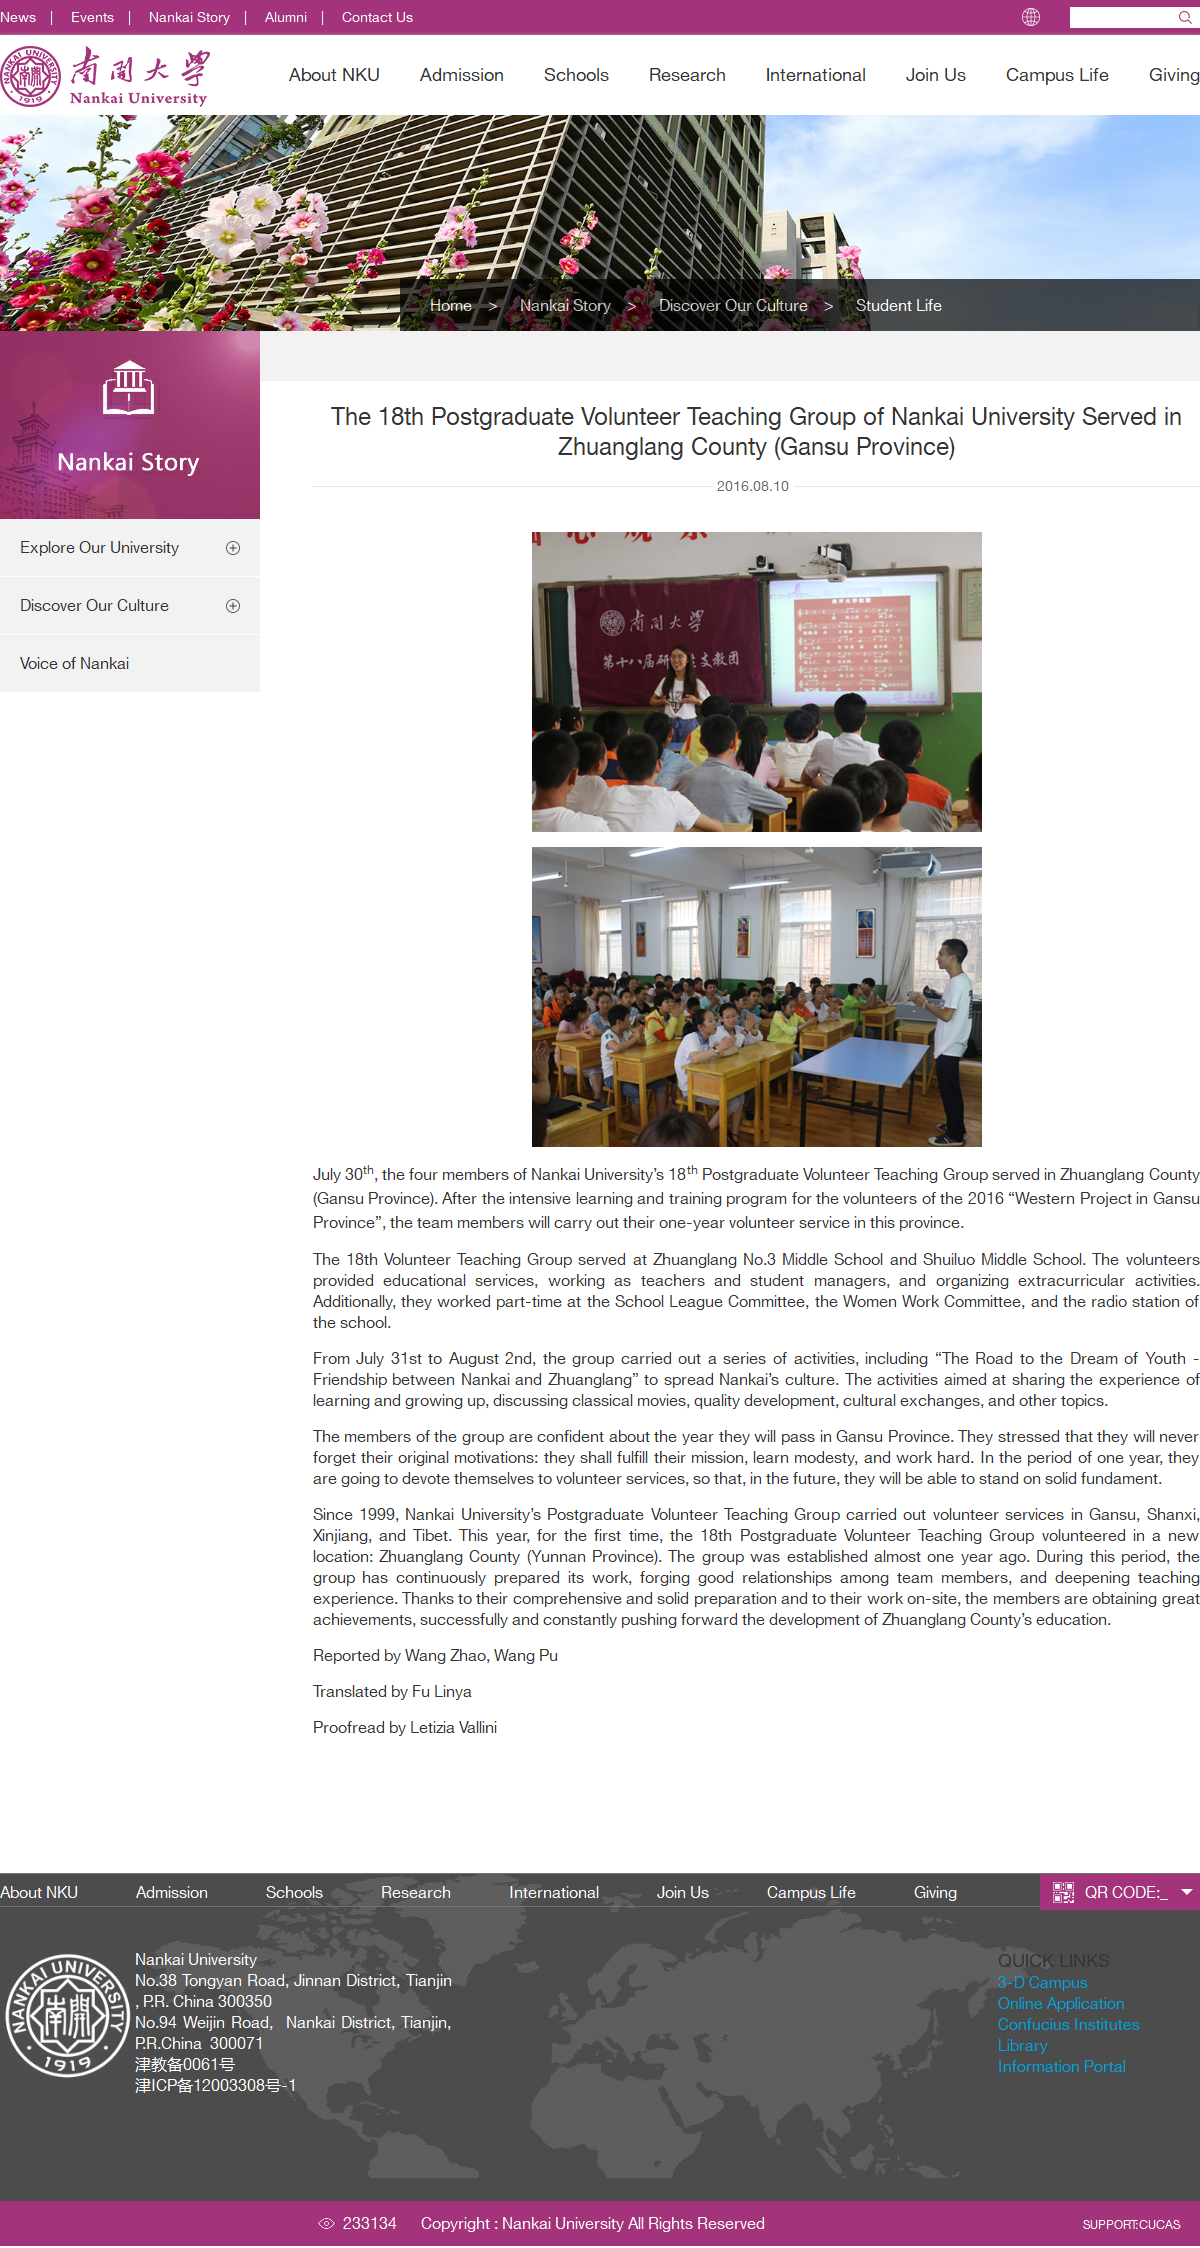 News | Events | Nankai Story | Alumni | Contact Us
NANKAI UNIVERSITY
1919
南開大學
Nankai University
About NKU Admission Schools Research International Join Us Campus Life Giving
Home > Nankai Story > Discover Our Culture > Student Life
Nankai Story
Explore Our University
Discover Our Culture
Voice of Nankai
The 18th Postgraduate Volunteer Teaching Group of Nankai University Served in
Zhuanglang County (Gansu Province)
2016.08.10
南開大學
第十八届研
支教团
July 30th, the four members of Nankai University’s 18th Postgraduate Volunteer Teaching Group served in Zhuanglang County
(Gansu Province). After the intensive learning and training program for the volunteers of the 2016 “Western Project in Gansu
Province”, the team members will carry out their one-year volunteer service in this province.
The 18th Volunteer Teaching Group served at Zhuanglang No.3 Middle School and Shuiluo Middle School. The volunteers
provided educational services, working as teachers and student managers, and organizing extracurricular activities.
Additionally, they worked part-time at the School League Committee, the Women Work Committee, and the radio station of
the school.
From July 31st to August 2nd, the group carried out a series of activities, including “The Road to the Dream of Youth -
Friendship between Nankai and Zhuanglang” to spread Nankai’s culture. The activities aimed at sharing the experience of
learning and growing up, discussing classical movies, quality development, cultural exchanges, and other topics.
The members of the group are confident about the year they will pass in Gansu Province. They stressed that they will never
forget their original motivations: they shall fulfill their mission, learn modesty, and work hard. In the period of one year, they
are going to devote themselves to volunteer services, so that, in the future, they will be able to stand on solid fundament.
Since 1999, Nankai University’s Postgraduate Volunteer Teaching Group carried out volunteer services in Gansu, Shanxi,
Xinjiang, and Tibet. This year, for the first time, the 18th Postgraduate Volunteer Teaching Group volunteered in a new
location: Zhuanglang County (Yunnan Province). The group was established almost one year ago. During this period, the
group has continuously prepared its work, forging good relationships among team members, and deepening teaching
experience. Thanks to their comprehensive and solid preparation and to their work on-site, the members are obtaining great
achievements, successfully and constantly pushing forward the development of Zhuanglang County’s education.
Reported by Wang Zhao, Wang Pu
Translated by Fu Linya
Proofread by Letizia Vallini
About NKU Admission Schools Research International Join Us Campus Life Giving
QR CODE:_
NANKAI UNIVERSITY
南開
1919
Nankai University
No.38 Tongyan Road, Jinnan District, Tianjin
, P.R. China 300350
No.94 Weijin Road, Nankai District, Tianjin,
P.R.China 300071
津教备0061号
津ICP备12003308号-1
QUICK LINKS
3-D Campus
Online Application
Confucius Institutes
Library
Information Portal
233134 Copyright : Nankai University All Rights Reserved
SUPPORT:CUCAS